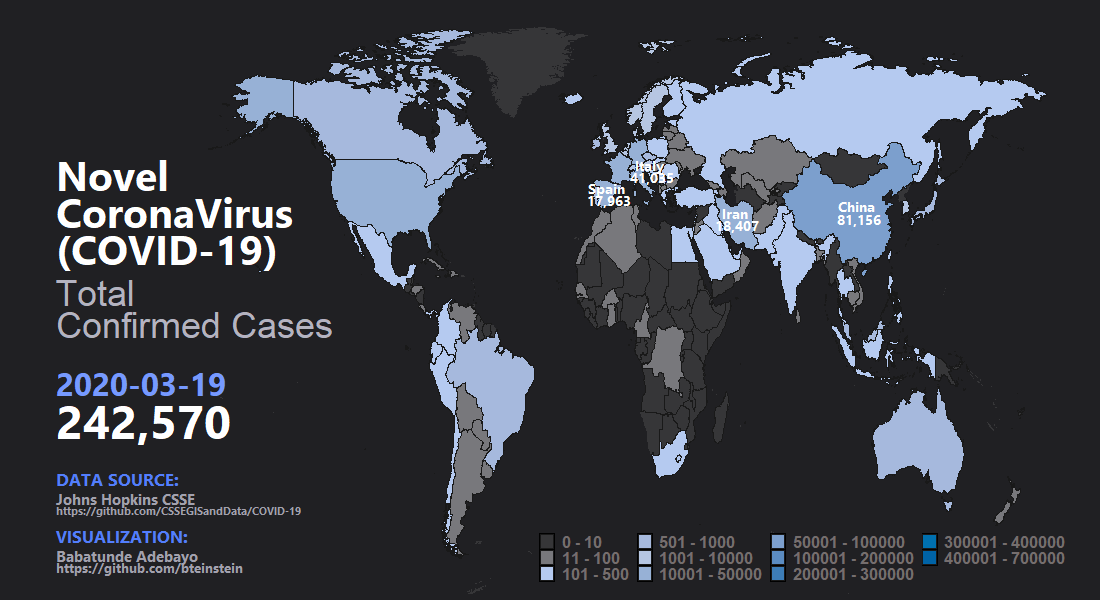 Novel
CoronaVirus
(COVID-19)
Total
Confirmed Cases
2020-03-19
242,570
DATA SOURCE:
Johns Hopkins CSSE
https://github.com/CSSEGISandData/COVID-19
VISUALIZATION:
Babatunde Adebayo
https://github.com/bteinstein
Italy
41,035
Spain
17,963
Iran
18,407
China
81,156
0 - 10
11 - 100
101 - 500
501 - 1000
1001 - 10000
10001 - 50000
50001 - 100000
100001 - 200000
200001 - 300000
300001 - 400000
400001 - 700000